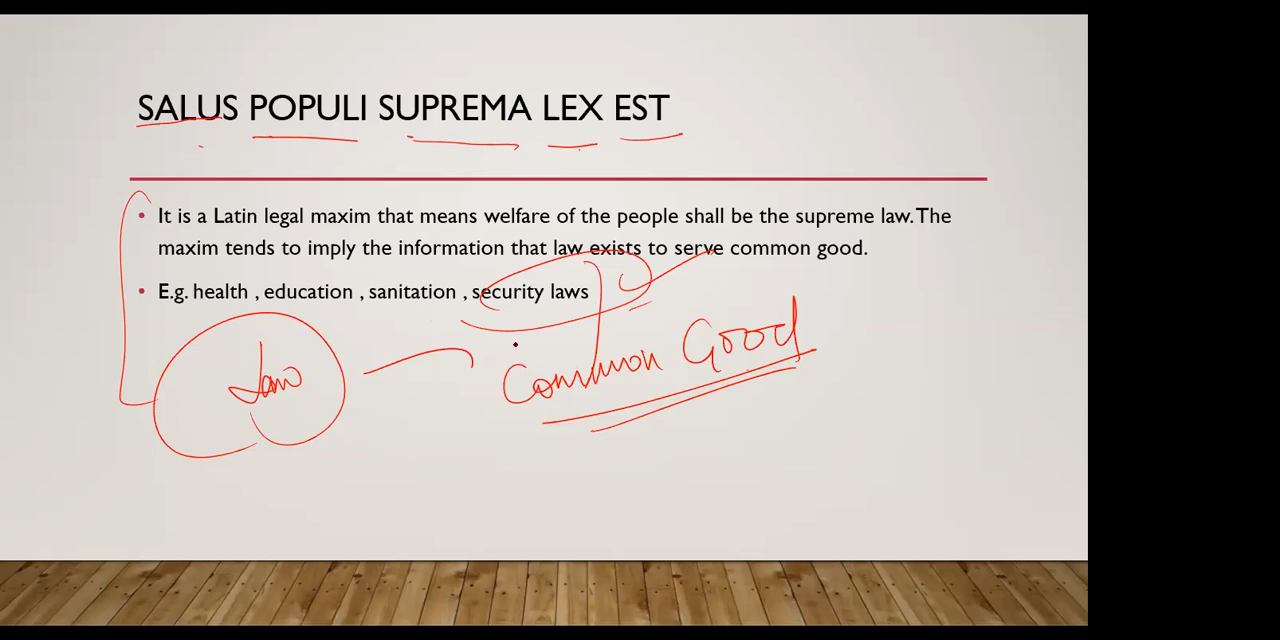 SALUS POPULI SUPREMA LEX EST
• It is a Latin legal maxim that means welfare of the people shall be the supreme law. The
maxim tends to imply the information that law exists to serve common good.
• E.g. health , education , sanitation , security laws
Law
Common Good